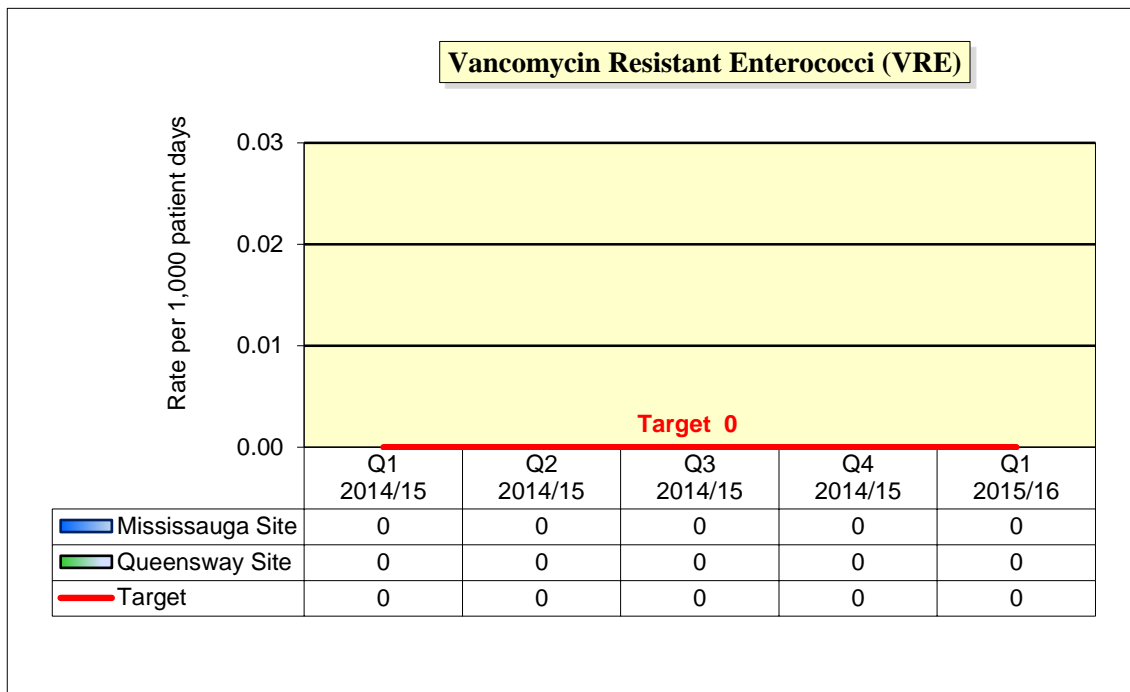 Vancomycin Resistant Enterococci (VRE)
Rate per 1,000 patient days
0.03
0.02
0.01
0.00
Target 0
Q1 Q2 Q3 Q4 Q1
2014/15 2014/15 2014/15 2014/15 2015/16
Mississauga Site 0 0 0 0 0
Queensway Site 0 0 0 0 0
Target 0 0 0 0 0